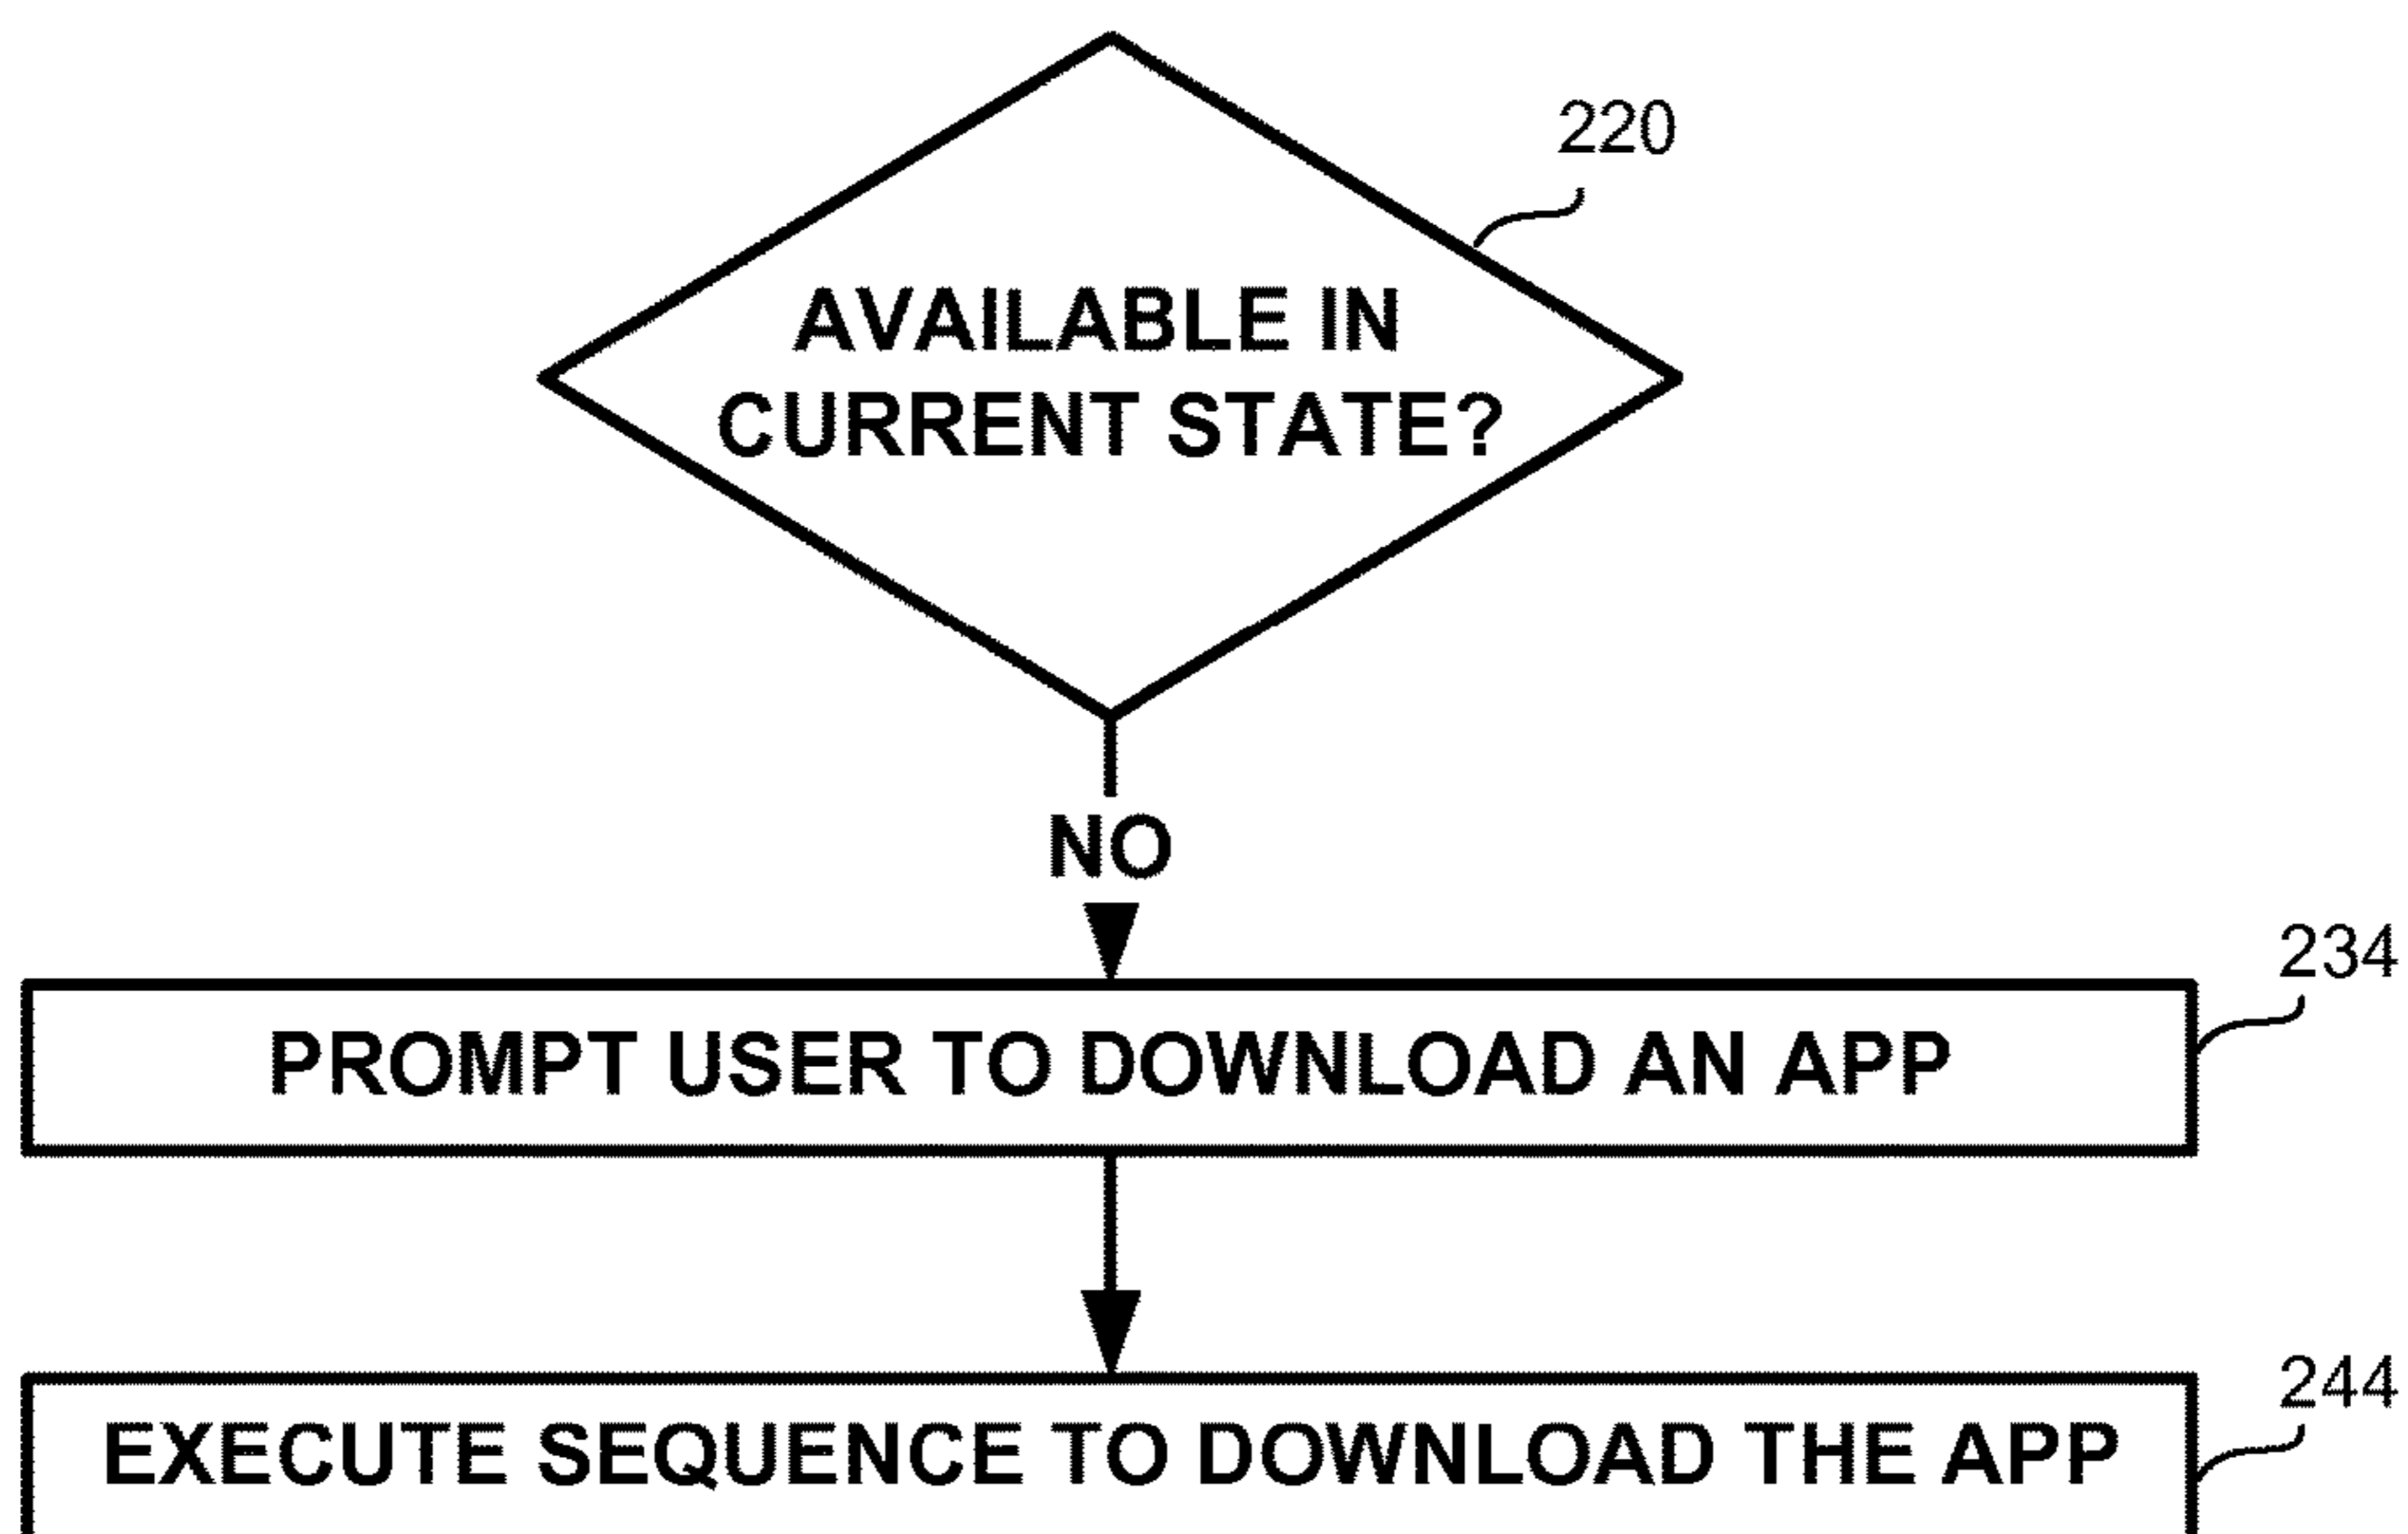 220
AVAILABLE IN
CURRENT STATE?
NO
234
PROMPT USER TO DOWNLOAD AN APP
244
EXECUTE SEQUENCE TO DOWNLOAD THE APP